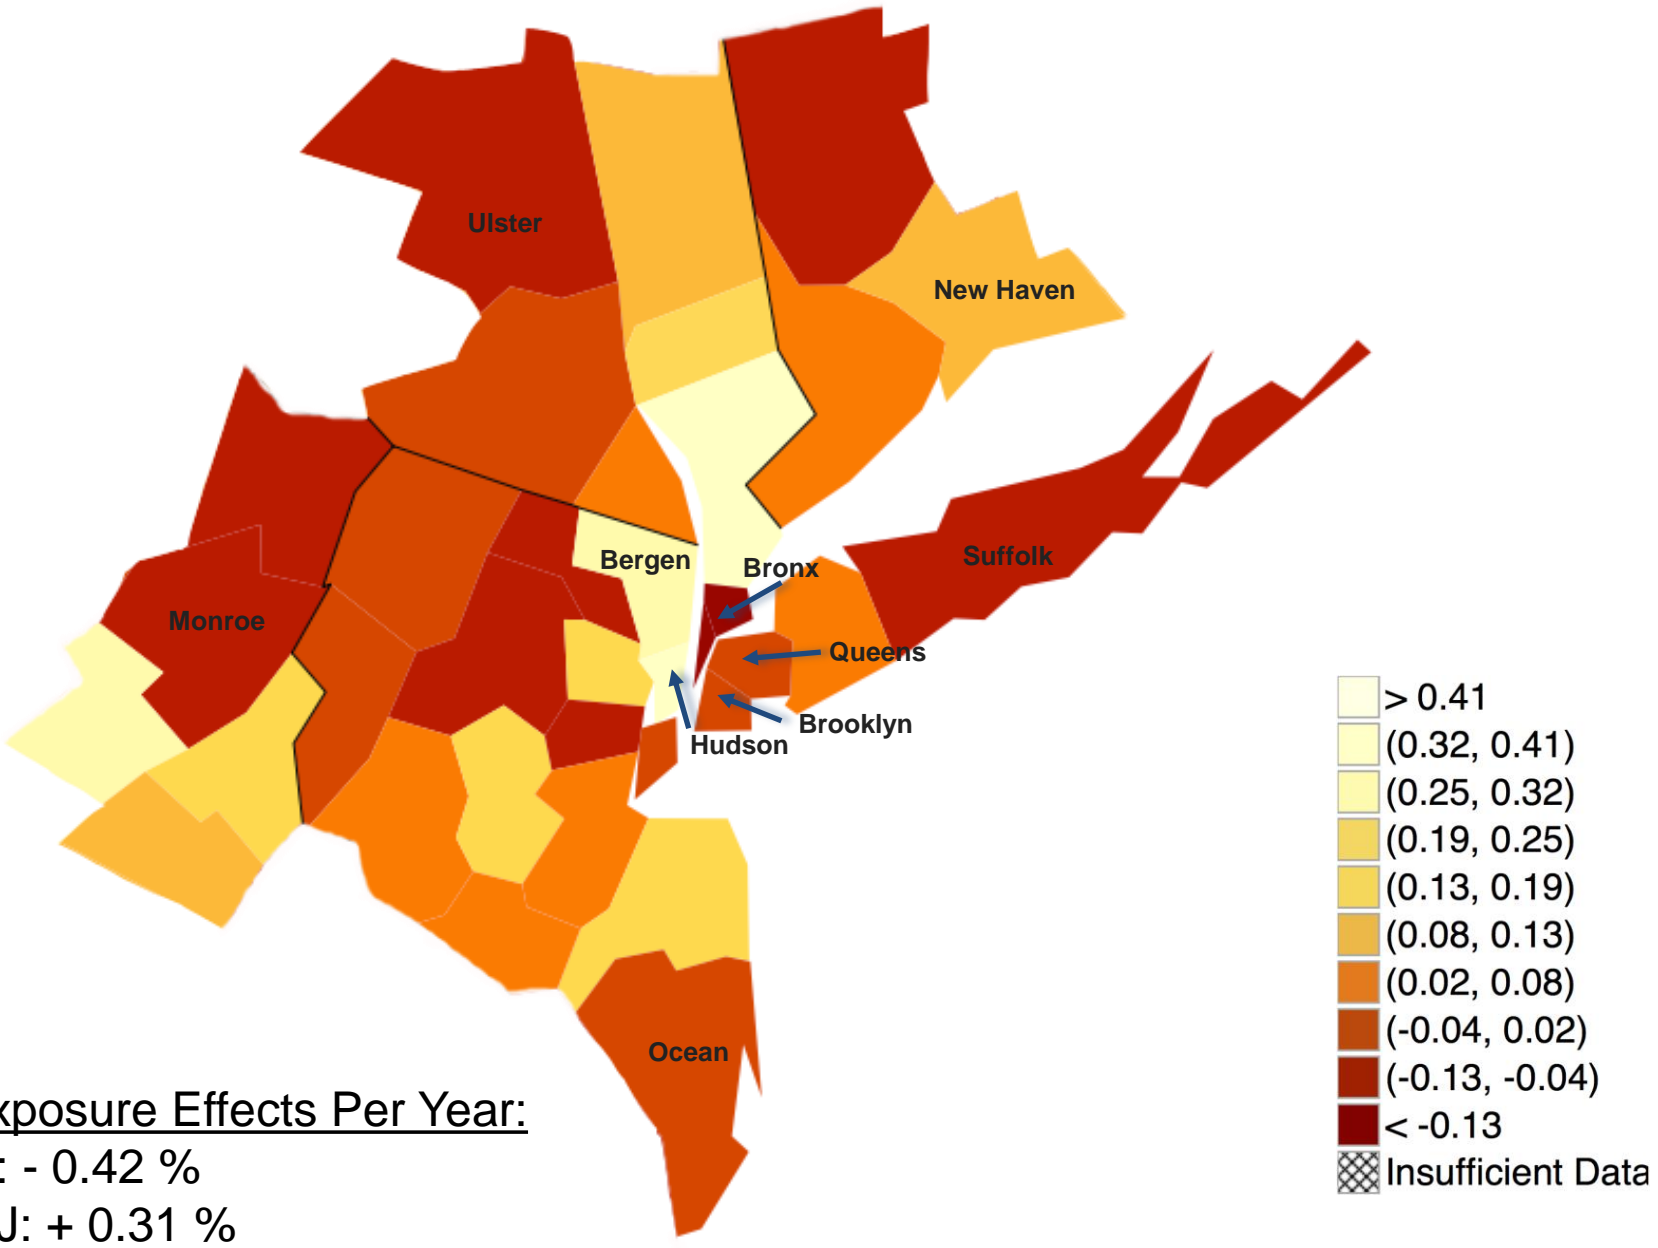 Ulster
New Haven
Bergen
Bronx
Suffolk
Monroe
Queens
Brooklyn
Hudson
> 0.41
(0.32, 0.41)
(0.25, 0.32)
(0.19, 0.25)
(0.13, 0.19)
(0.08, 0.13)
(0.02, 0.08)
(-0.04, 0.02)
(-0.13, -0.04)
< -0.13
Insufficient Data
Ocean
xposure Effects Per Year:
: - 0.42 %
J: + 0.31 %